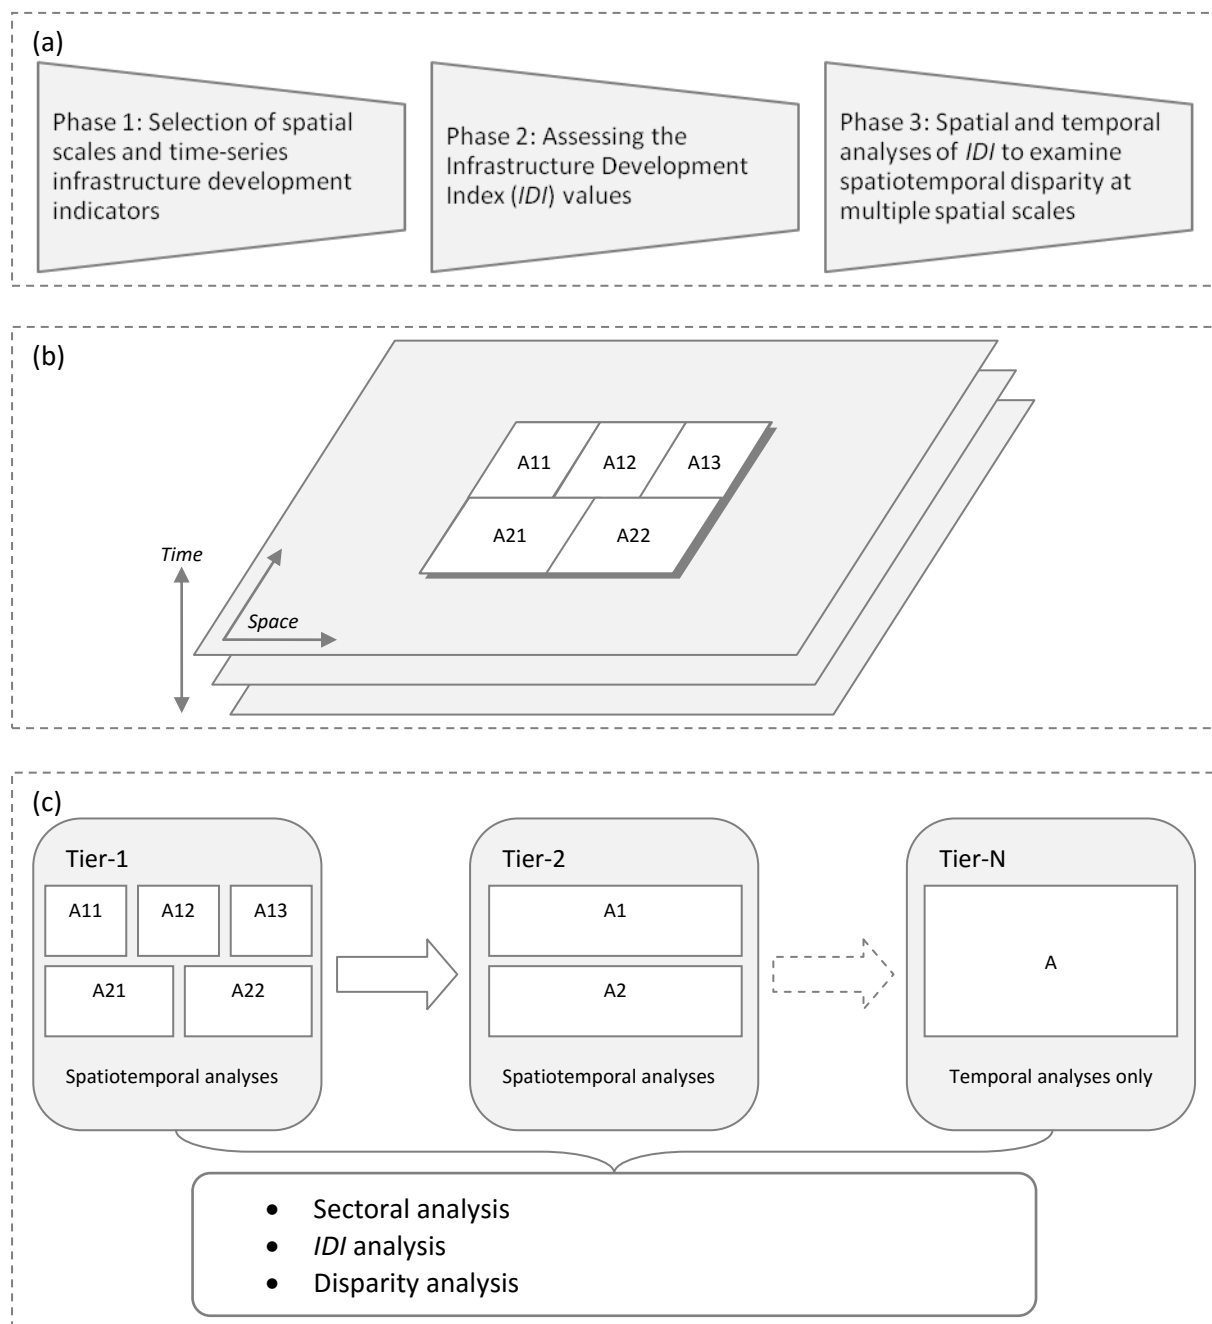 (a)
Phase 1: Selection of spatial
scales and time-series
infrastructure development
indicators
Phase 2: Assessing the
Infrastructure Development
Index (IDI) values
Phase 3: Spatial and temporal
analyses of IDI to examine
spatiotemporal disparity at
multiple spatial scales
(b)
A11
A12
A13
A21
A22
Time
Space
(c)
Tier-1
A11
A12
A13
A21
A22
Spatiotemporal analyses
Tier-2
A1
A2
Spatiotemporal analyses
Tier-N
A
Temporal analyses only
• Sectoral analysis
• IDI analysis
• Disparity analysis